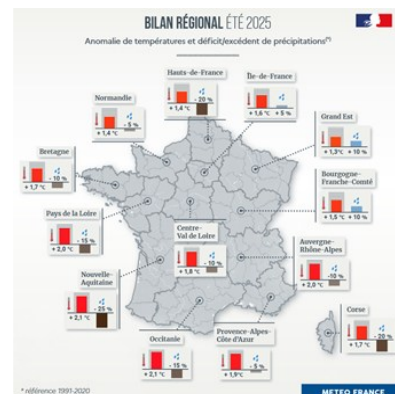 BILAN RÉGIONAL ÉTÉ 2025
Anomalie de températures et déficit/excédent de précipitations(*)
Hauts-de-France
- 20 %
+ 1,4 °C
Île-de-France
+ 1,6 °C + 5 %
Normandie
- 5 %
+ 1,4 °C
Grand Est
+ 1,3°C + 10 %
Bretagne
- 10 %
+ 1,7 °C
Bourgogne-
Franche-Comté
+ 1,5 °C + 10 %
Pays de la Loire
- 15 %
+ 2,0 °C
Centre-
Val de Loire
- 10 %
+ 1,8 °C
Auvergne-
Rhône-Alpes
- 10 %
+ 2,0 °C
Nouvelle-
Aquitaine
- 25 %
+ 2,1 °C
Corse
- 20 %
+ 1,7 °C
Occitanie
- 15 %
+ 2,1 °C
Provence-Alpes-
Côte d'Azur
- 5 %
+ 1,9°C
* référence 1991-2020
METEO FRANCE